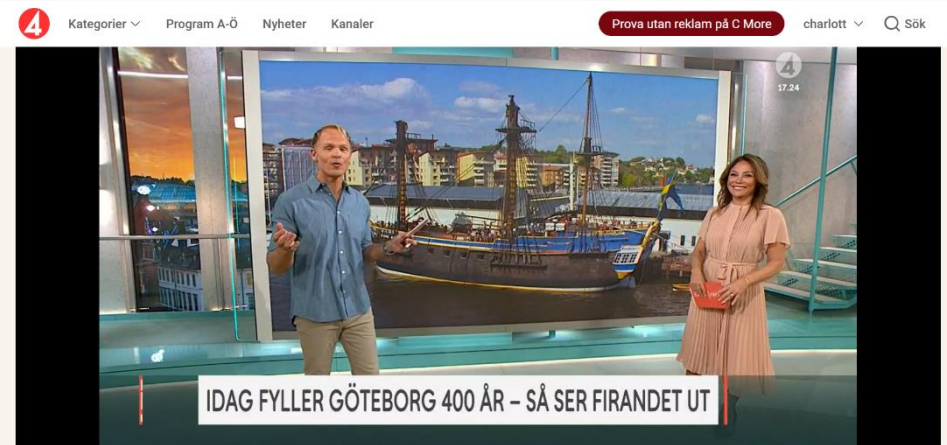 4
Kategorier
Program A-Ö
Nyheter
Kanaler
Prova utan reklam på C More
charlott
Sök
4
17.24
IDAG FYLLER GÖTEBORG 400 ÅR – SÅ SER FIRANDET UT